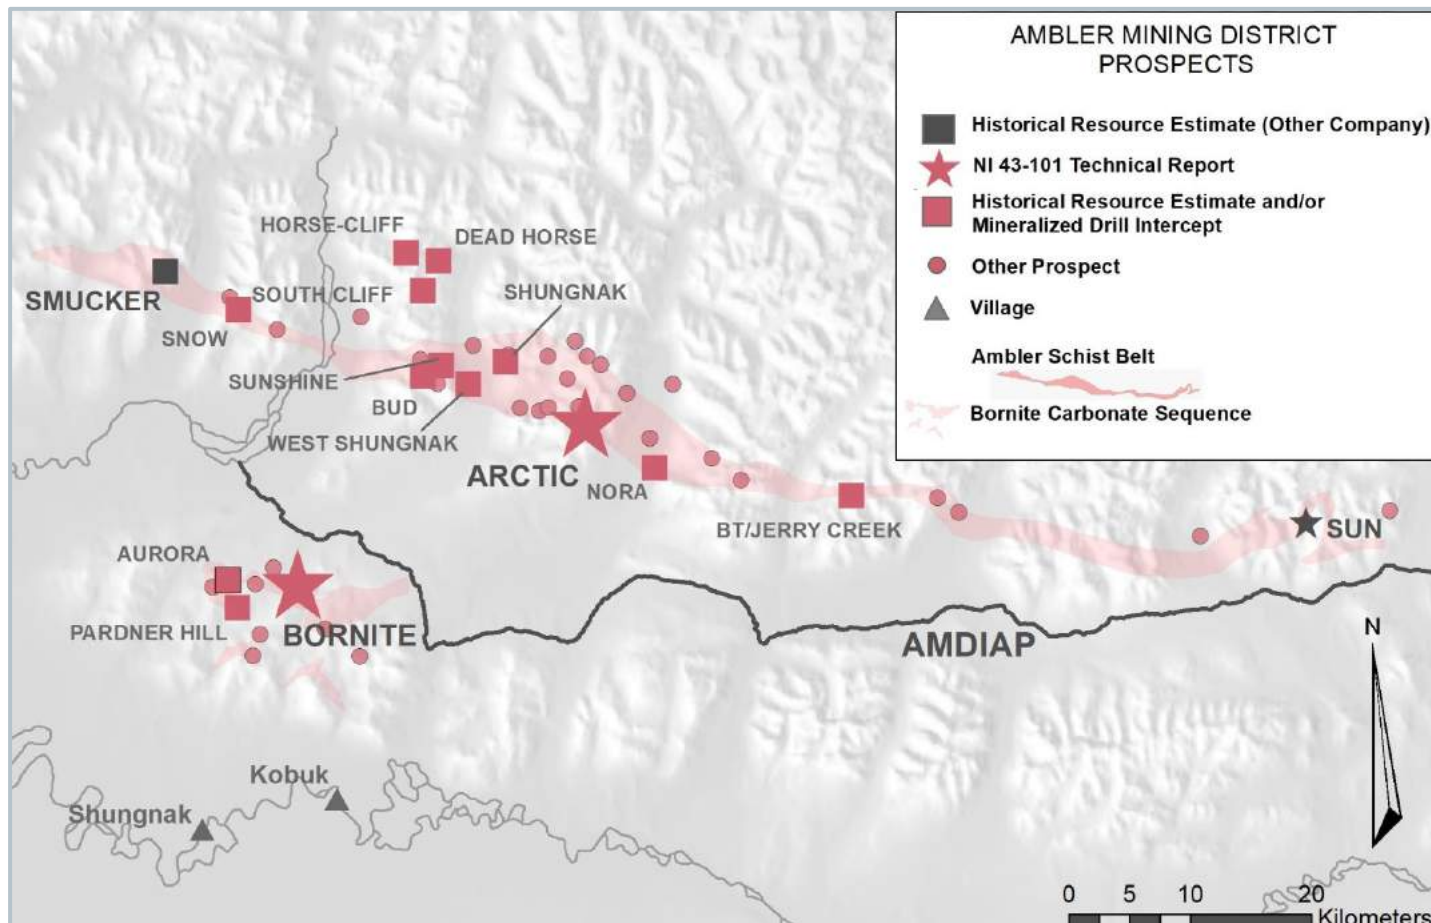 AMBLER MINING DISTRICT
PROSPECTS
Historical Resource Estimate (Other Company)
NI 43-101 Technical Report
Historical Resource Estimate and/or
Mineralized Drill Intercept
Other Prospect
Village
Ambler Schist Belt
Bornite Carbonate Sequence
HORSE-CLIFF
DEAD HORSE
SMUCKER
SOUTH CLIFF
SHUNGNAK
SNOW
SUNSHINE
BUD
WEST SHUNGNAK
ARCTIC
NORA
BT/JERRY CREEK
SUN
AURORA
PARDNER HILL
BORNITE
AMDIAP
N
Kobuk
Shungnak
0 5 10 20
Kilometers